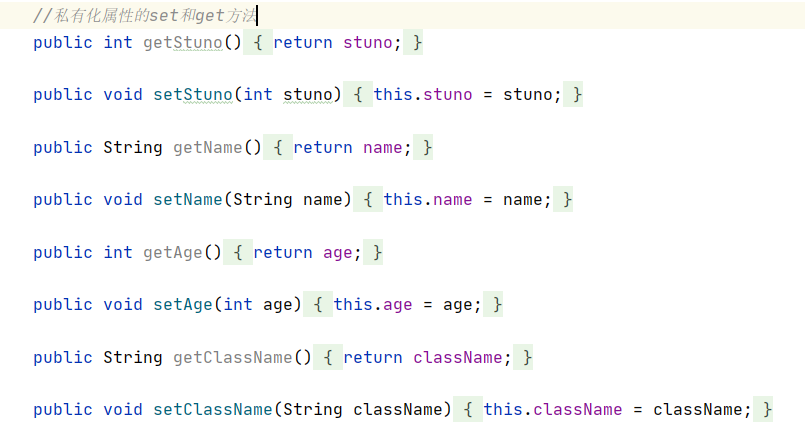 //私有化属性的set和get方法
public int getStuno() { return stuno; }
public void setStuno(int stuno) { this.stuno = stuno; }
public String getName() { return name; }
public void setName(String name) { this.name = name; }
public int getAge() { return age; }
public void setAge(int age) { this.age = age; }
public String getClassName() { return className; }
public void setClassName(String className) { this.className = className; }